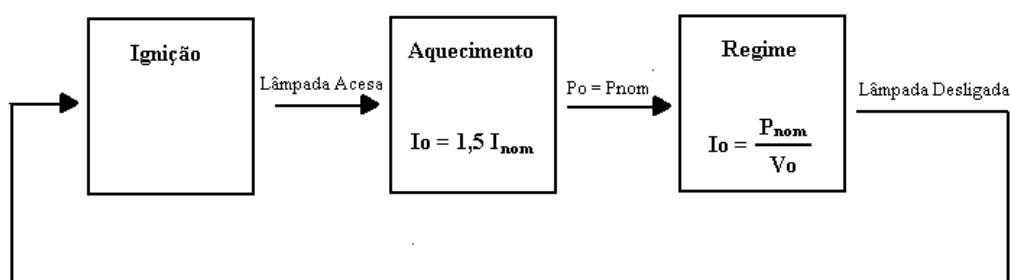 Ignição
Lâmpada Acesa
Aquecimento
Io = 1,5 Inom
Po = Pnom
Regime
Io = Pnom / Vo
Lâmpada Desligada